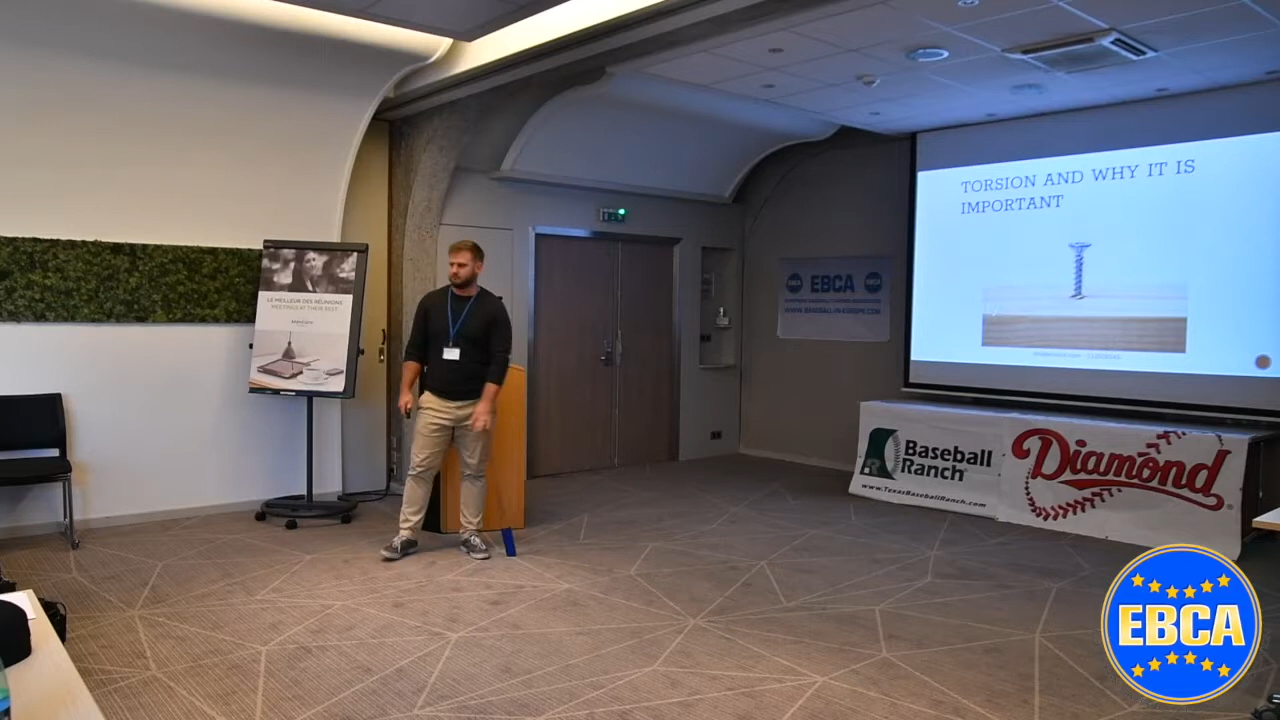 TORSION AND WHY IT IS
IMPORTANT
LE MEILLEUR DES RÉUNIONS
MEETINGS AT THEIR BEST
EBCA
WWW.BASEBALL-IN-EUROPE.COM
Baseball
Ranch
www.TexasBaseballRanch.com
Diamond
EBCA